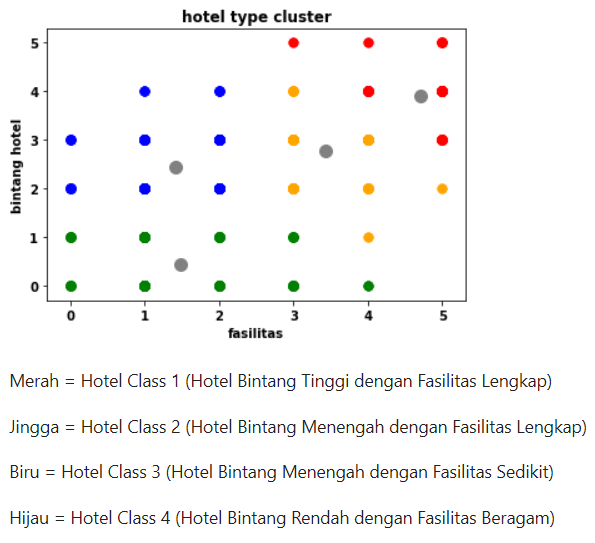 hotel type cluster
5
4
3
2
1
0
bintang hotel
0 1 2 3 4 5
fasilitas
Merah = Hotel Class 1 (Hotel Bintang Tinggi dengan Fasilitas Lengkap)
Jingga = Hotel Class 2 (Hotel Bintang Menengah dengan Fasilitas Lengkap)
Biru = Hotel Class 3 (Hotel Bintang Menengah dengan Fasilitas Sedikit)
Hijau = Hotel Class 4 (Hotel Bintang Rendah dengan Fasilitas Beragam)